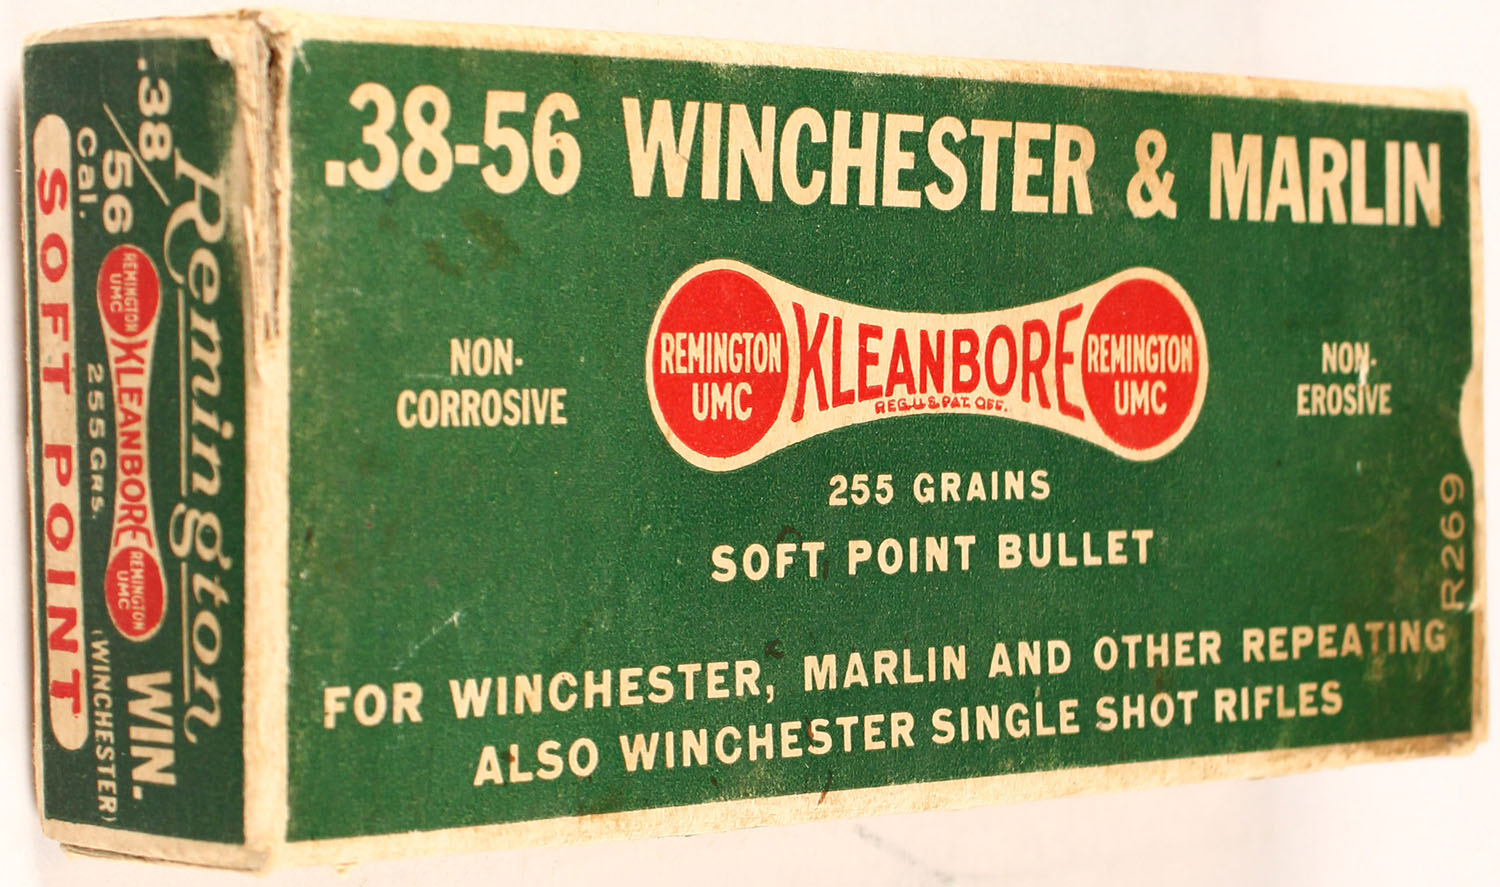 .38-56 WINCHESTER & MARLIN
NON-
CORROSIVE
REMINGTON
UMC
KLEANBORE
REG. U.S. PAT. OFF.
REMINGTON
UMC
NON-
EROSIVE
255 GRAINS
SOFT POINT BULLET
R269
FOR WINCHESTER, MARLIN AND OTHER REPEATING
ALSO WINCHESTER SINGLE SHOT RIFLES
Remington
.38/56 WIN.
Cal.
REMINGTON
UMC
KLEANBORE
REMINGTON
UMC
255 GRS.
(WINCHESTER)
SOFT POINT